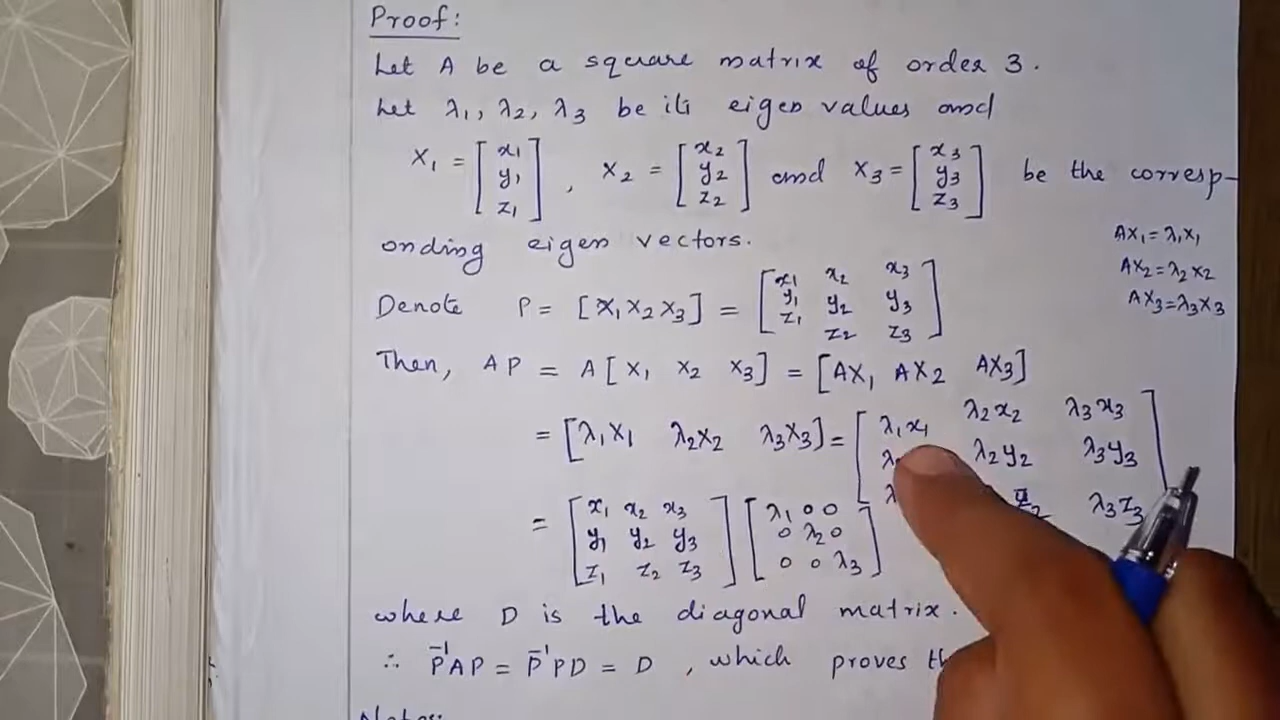 Proof:
Let A be a square matrix of order 3.
Let λ1, λ2, λ3 be its eigen values and
X1 = [x1 y1 z1], X2 = [x2 y2 z2] and X3 = [x3 y3 z3] be the corresp-
onding eigen vectors.
AX1 = λ1X1
AX2 = λ2X2
AX3 = λ3X3
Denote P = [X1 X2 X3] = [x1 x2 x3 y1 y2 y3 z1 z2 z3]
Then, AP = A[X1 X2 X3] = [AX1 AX2 AX3]
= [λ1X1 λ2X2 λ3X3] = [λ1x1 λ2x2 λ3x3 λ2y2 λ3y3 z2 λ3z3
= [x1 x2 x3 y1 y2 y3 z1 z2 z3] [λ1 0 0 0 λ2 0 0 0 λ3]
where D is the diagonal matrix.
∴ P⁻¹AP = P⁻¹PD = D, which proves